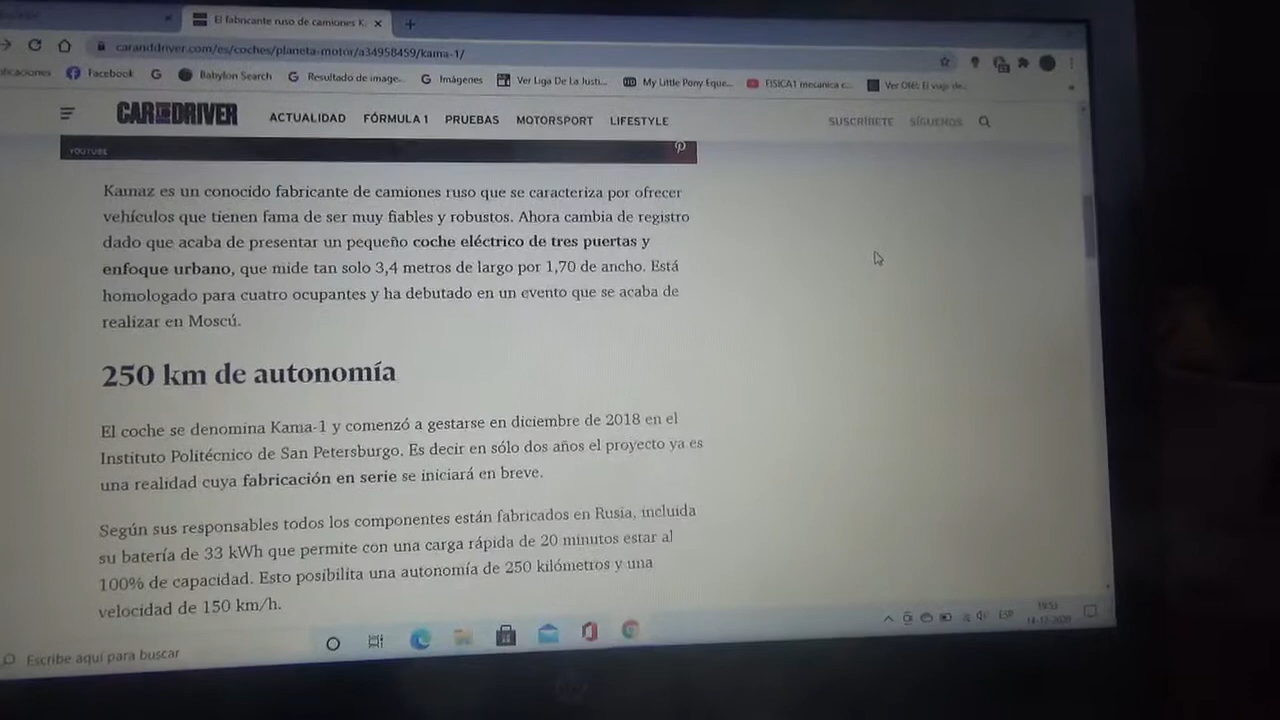 El fabricante ruso de camiones K
caranddriver.com/es/coches/planeta-motor/a34958459/kama-1/
Facebook
Babylon Search
Resultado de image...
Imágenes
Ver Liga De La Justi...
My Little Pony Eque...
FISICA1 mecanica c...
CAR AND DRIVER
ACTUALIDAD
FÓRMULA 1
PRUEBAS
MOTORSPORT
LIFESTYLE
SUSCRÍBETE
SÍGUENOS
YOUTUBE
Kamaz es un conocido fabricante de camiones ruso que se caracteriza por ofrecer
vehículos que tienen fama de ser muy fiables y robustos. Ahora cambia de registro
dado que acaba de presentar un pequeño coche eléctrico de tres puertas y
enfoque urbano, que mide tan solo 3,4 metros de largo por 1,70 de ancho. Está
homologado para cuatro ocupantes y ha debutado en un evento que se acaba de
realizar en Moscú.
250 km de autonomía
El coche se denomina Kama-1 y comenzó a gestarse en diciembre de 2018 en el
Instituto Politécnico de San Petersburgo. Es decir en sólo dos años el proyecto ya es
una realidad cuya fabricación en serie se iniciará en breve.
Según sus responsables todos los componentes están fabricados en Rusia, incluida
su batería de 33 kWh que permite con una carga rápida de 20 minutos estar al
100% de capacidad. Esto posibilita una autonomía de 250 kilómetros y una
velocidad de 150 km/h.
Escribe aquí para buscar
ESP